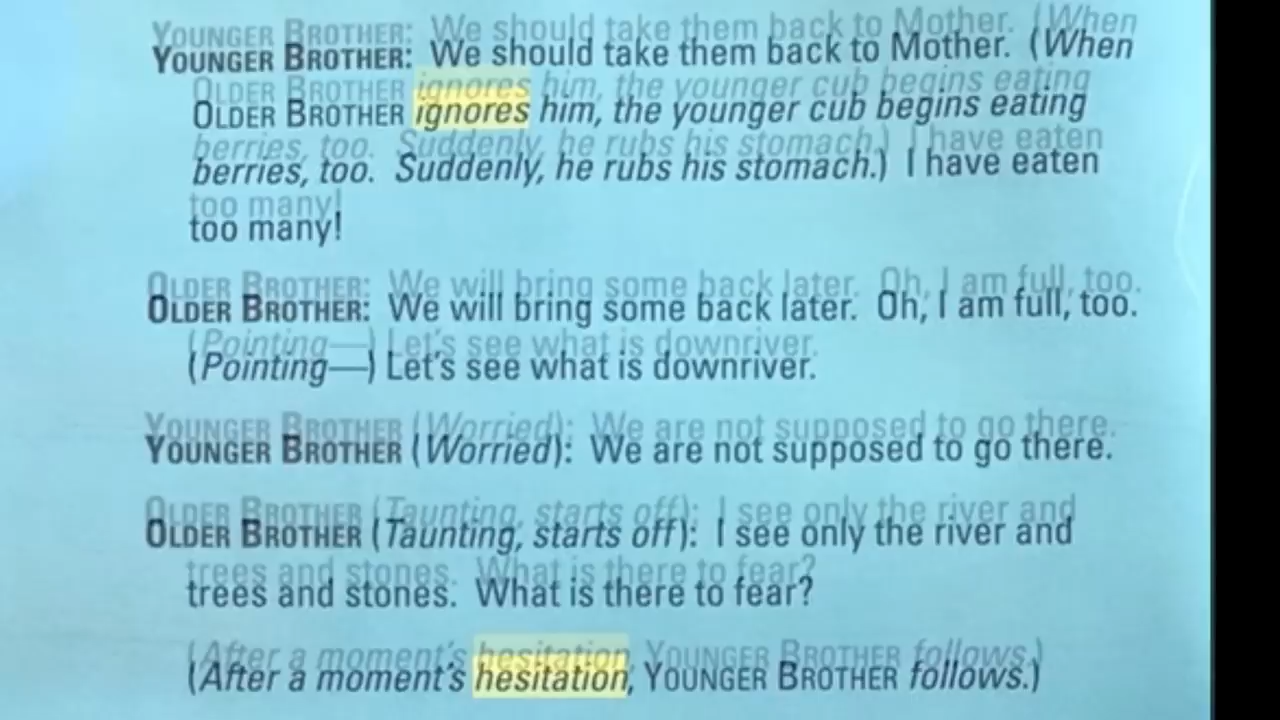 YOUNGER BROTHER: We should take them back to Mother. (When
OLDER BROTHER ignores him, the younger cub begins eating
berries, too. Suddenly, he rubs his stomach.) I have eaten
too many!
OLDER BROTHER: We will bring some back later. Oh, I am full, too.
(Pointing—) Let's see what is downriver.
YOUNGER BROTHER (Worried): We are not supposed to go there.
OLDER BROTHER (Taunting, starts off): I see only the river and
trees and stones. What is there to fear?
(After a moment's hesitation, YOUNGER BROTHER follows.)